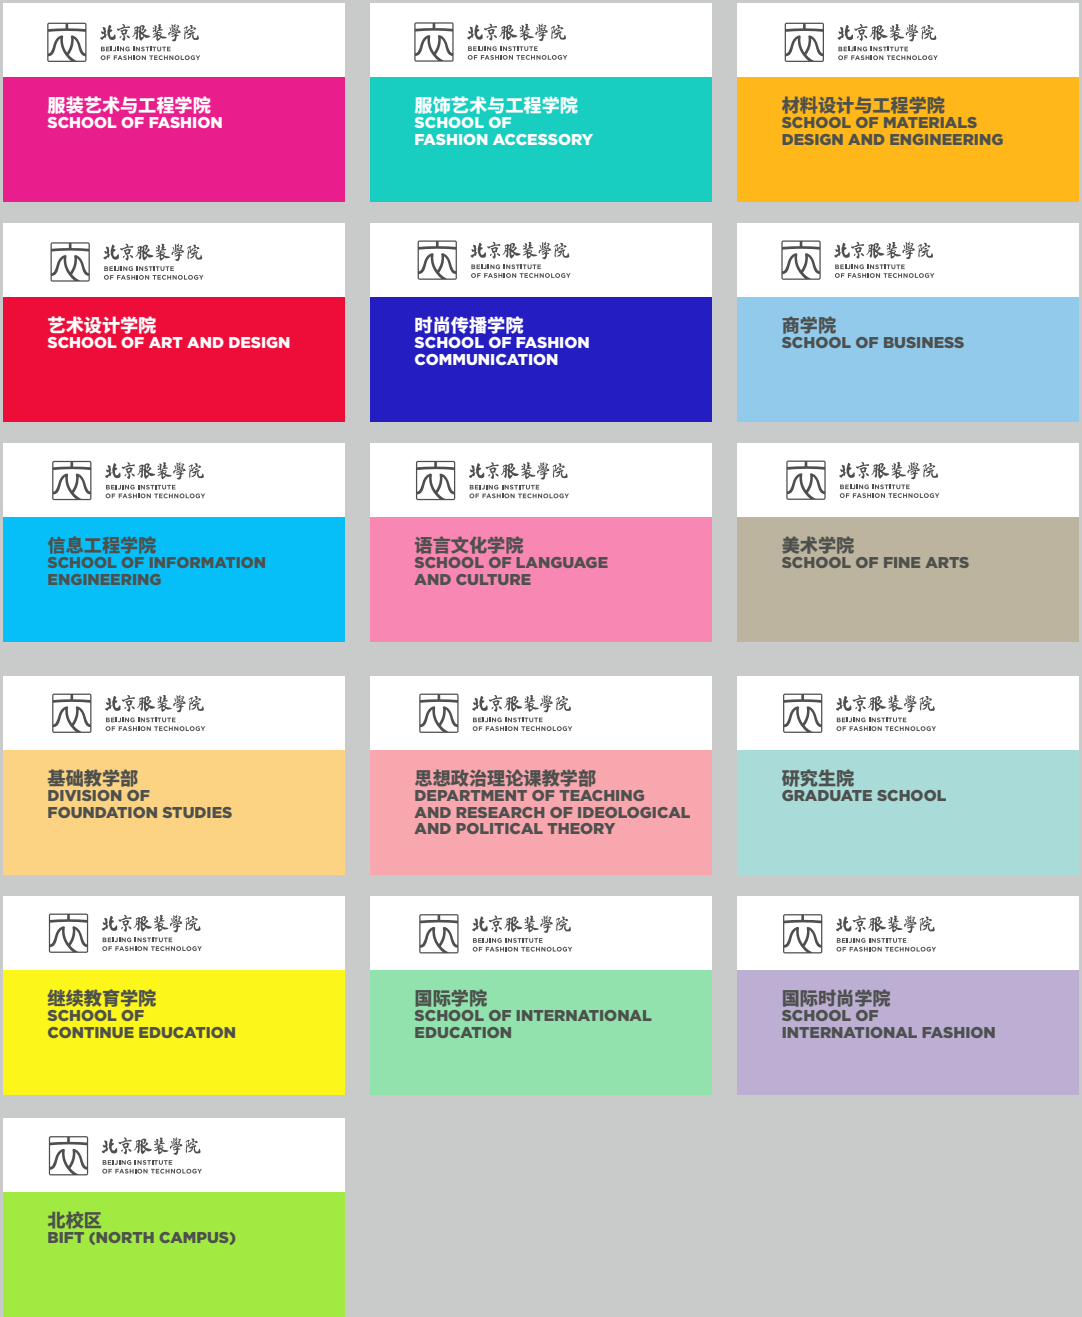 北京服装學院
BEIJING INSTITUTE
OF FASHION TECHNOLOGY
服装艺术与工程学院
SCHOOL OF FASHION
北京服装學院
BEIJING INSTITUTE
OF FASHION TECHNOLOGY
服饰艺术与工程学院
SCHOOL OF
FASHION ACCESSORY
北京服装學院
BEIJING INSTITUTE
OF FASHION TECHNOLOGY
材料设计与工程学院
SCHOOL OF MATERIALS
DESIGN AND ENGINEERING
北京服装學院
BEIJING INSTITUTE
OF FASHION TECHNOLOGY
艺术设计学院
SCHOOL OF ART AND DESIGN
北京服装學院
BEIJING INSTITUTE
OF FASHION TECHNOLOGY
时尚传播学院
SCHOOL OF FASHION
COMMUNICATION
北京服装學院
BEIJING INSTITUTE
OF FASHION TECHNOLOGY
商学院
SCHOOL OF BUSINESS
北京服装學院
BEIJING INSTITUTE
OF FASHION TECHNOLOGY
信息工程学院
SCHOOL OF INFORMATION
ENGINEERING
北京服装學院
BEIJING INSTITUTE
OF FASHION TECHNOLOGY
语言文化学院
SCHOOL OF LANGUAGE
AND CULTURE
北京服装學院
BEIJING INSTITUTE
OF FASHION TECHNOLOGY
美术学院
SCHOOL OF FINE ARTS
北京服装學院
BEIJING INSTITUTE
OF FASHION TECHNOLOGY
基础教学部
DIVISION OF
FOUNDATION STUDIES
北京服装學院
BEIJING INSTITUTE
OF FASHION TECHNOLOGY
思想政治理论课教学部
DEPARTMENT OF TEACHING
AND RESEARCH OF IDEOLOGICAL
AND POLITICAL THEORY
北京服装學院
BEIJING INSTITUTE
OF FASHION TECHNOLOGY
研究生院
GRADUATE SCHOOL
北京服装學院
BEIJING INSTITUTE
OF FASHION TECHNOLOGY
继续教育学院
SCHOOL OF
CONTINUE EDUCATION
北京服装學院
BEIJING INSTITUTE
OF FASHION TECHNOLOGY
国际学院
SCHOOL OF INTERNATIONAL
EDUCATION
北京服装學院
BEIJING INSTITUTE
OF FASHION TECHNOLOGY
国际时尚学院
SCHOOL OF
INTERNATIONAL FASHION
北京服装學院
BEIJING INSTITUTE
OF FASHION TECHNOLOGY
北校区
BIFT (NORTH CAMPUS)